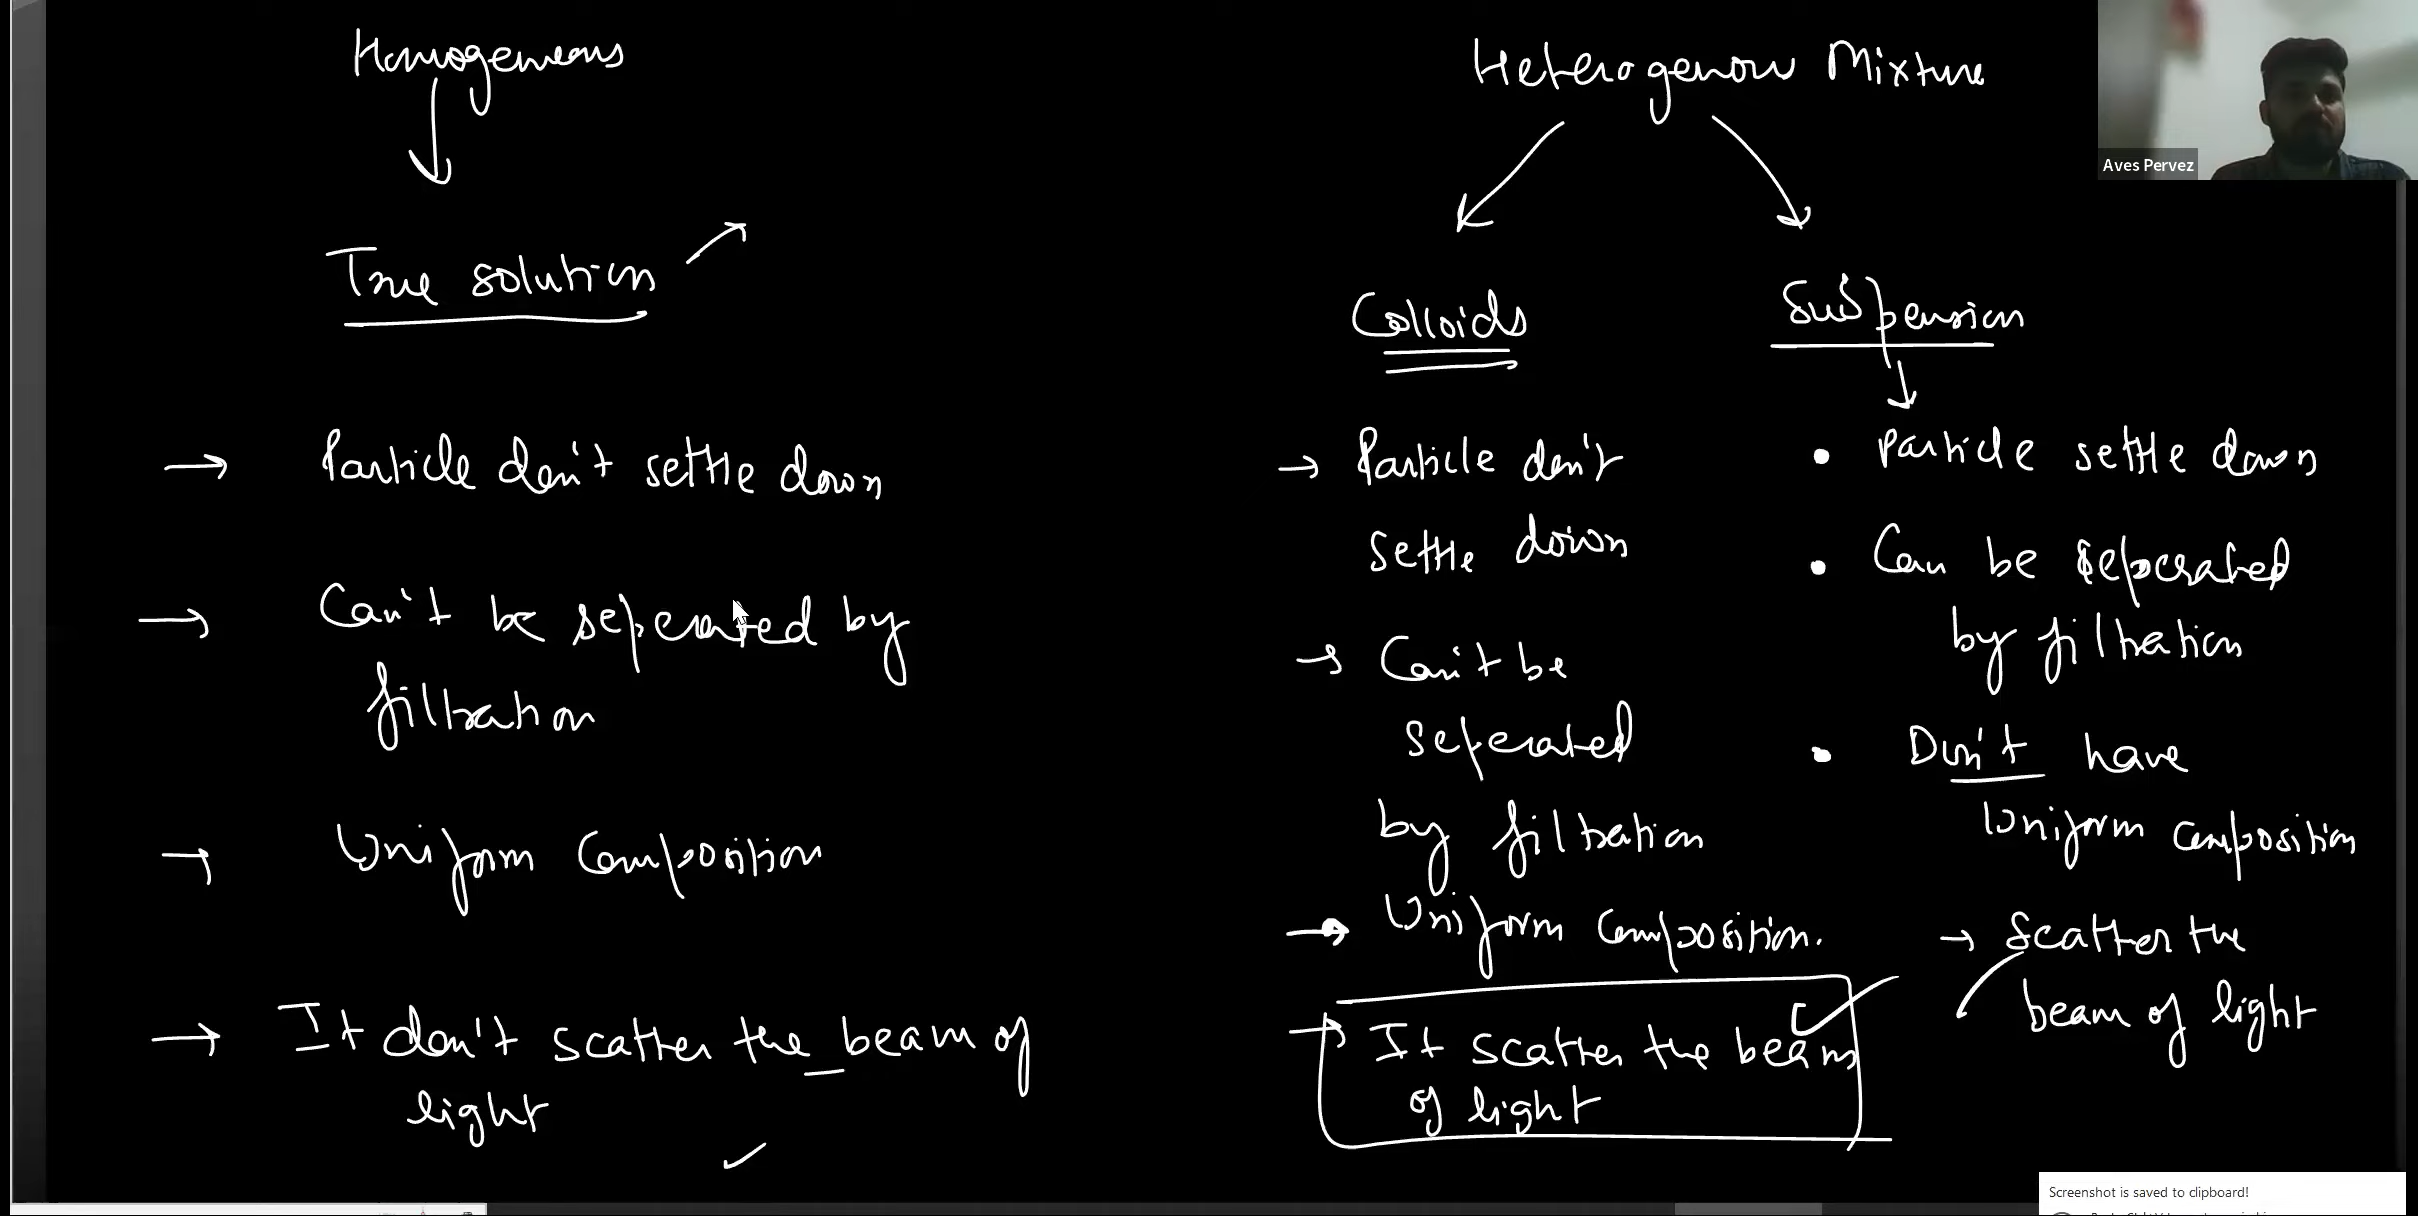 Homogeneous
True solution
Particle don't settle down
Can't be seperated by
filtration
Uniform Composition
It don't scatter the beam of
light
Heterogenous Mixture
Colloids
Particle don't
settle down
Can't be
seperated
by filtration
Uniform composition.
It scatter the beam
of light
Suspension
Particle settle down
Can be seperated
by filtration
Don't have
Uniform composition
Scatter the
beam of light
Aves Pervez
Screenshot is saved to clipboard!